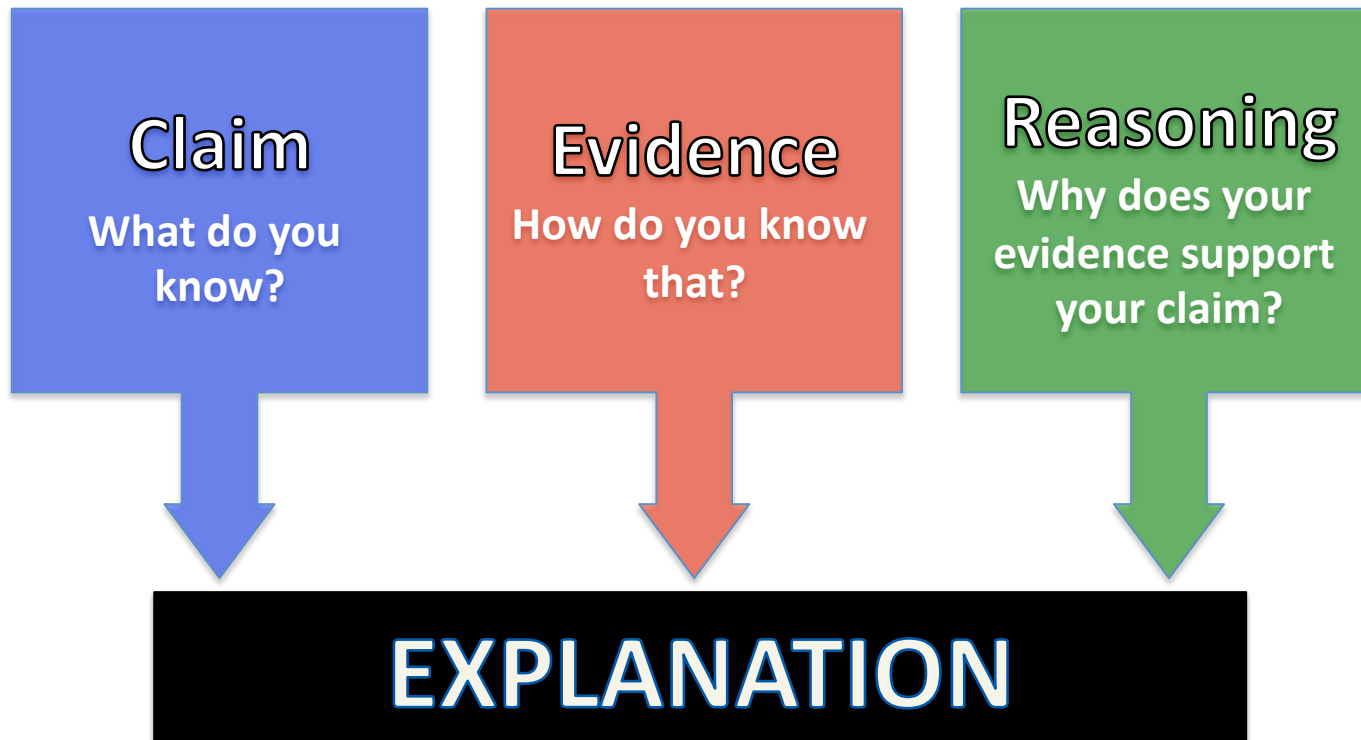 Claim
What do you
know?
Evidence
How do you know
that?
Reasoning
Why does your
evidence support
your claim?
EXPLANATION